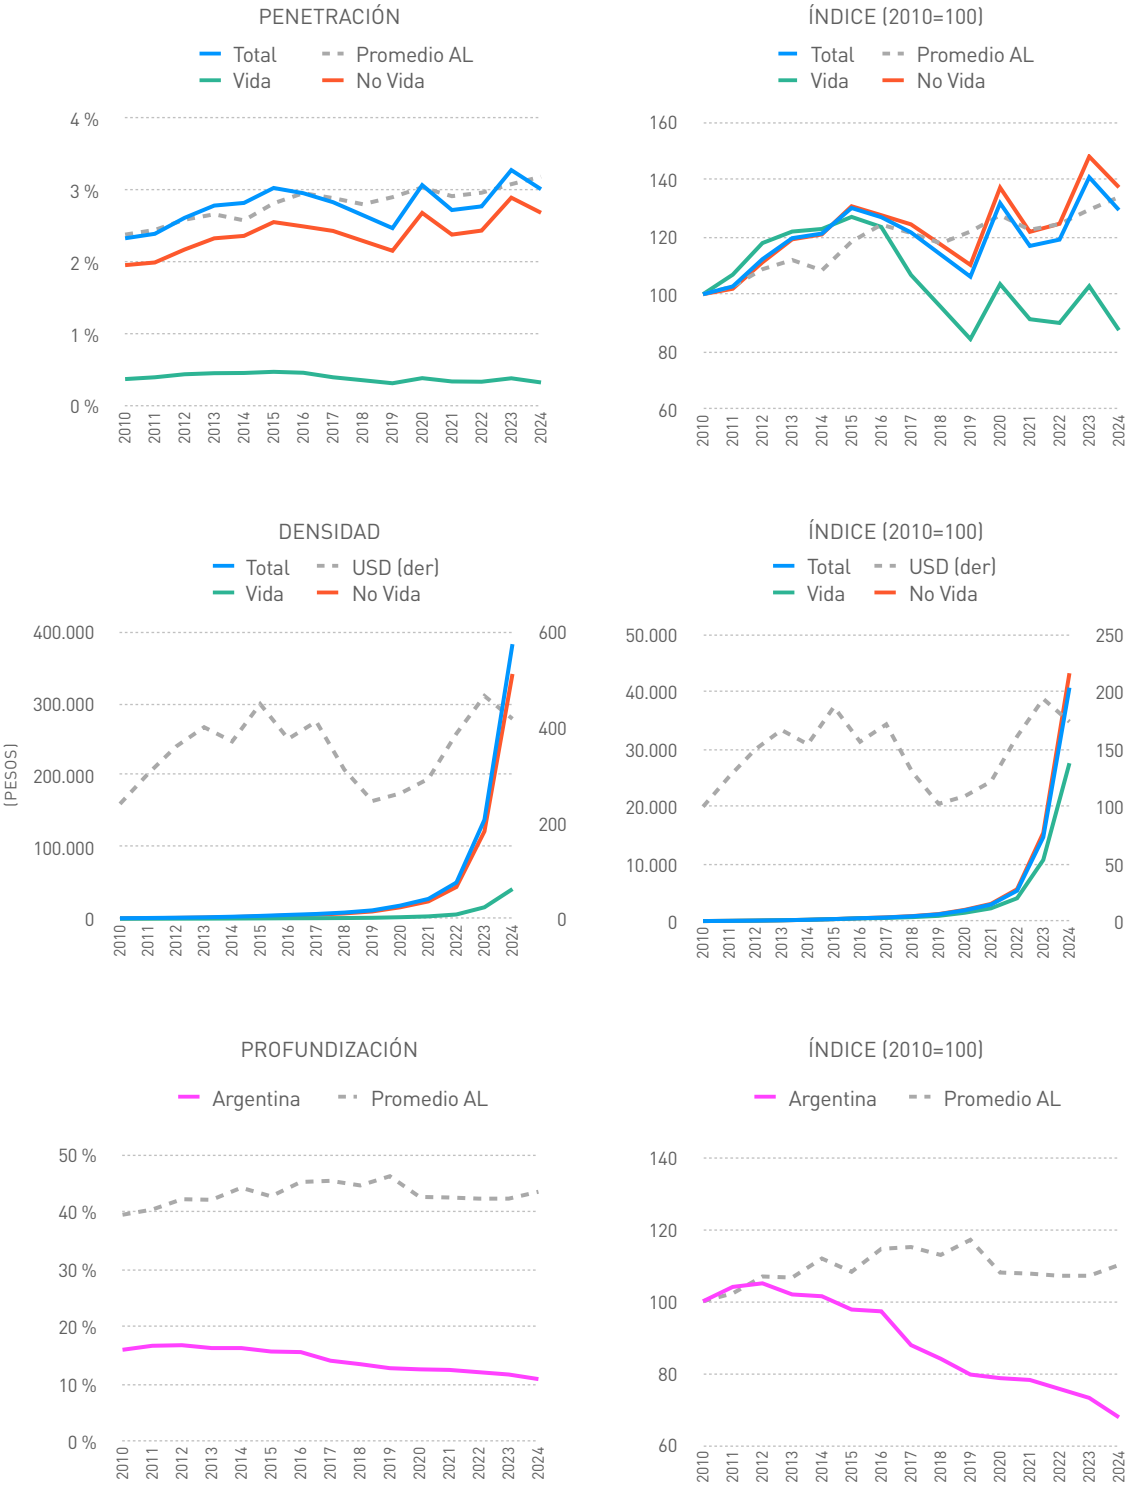 PENETRACIÓN
Total Promedio AL
Vida No Vida
4 %
3 %
2 %
1 %
0 %
2010 2011 2012 2013 2014 2015 2016 2017 2018 2019 2020 2021 2022 2023 2024
ÍNDICE (2010=100)
Total Promedio AL
Vida No Vida
160
140
120
100
80
60
2010 2011 2012 2013 2014 2015 2016 2017 2018 2019 2020 2021 2022 2023 2024
DENSIDAD
Total USD (der)
Vida No Vida
(PESOS)
400.000 600
300.000
400
200.000
200
100.000
0 0
2010 2011 2012 2013 2014 2015 2016 2017 2018 2019 2020 2021 2022 2023 2024
ÍNDICE (2010=100)
Total USD (der)
Vida No Vida
50.000 250
40.000 200
30.000 150
20.000 100
10.000 50
0 0
2010 2011 2012 2013 2014 2015 2016 2017 2018 2019 2020 2021 2022 2023 2024
PROFUNDIZACIÓN
Argentina Promedio AL
50 %
40 %
30 %
20 %
10 %
0 %
2010 2011 2012 2013 2014 2015 2016 2017 2018 2019 2020 2021 2022 2023 2024
ÍNDICE (2010=100)
Argentina Promedio AL
140
120
100
80
60
2010 2011 2012 2013 2014 2015 2016 2017 2018 2019 2020 2021 2022 2023 2024